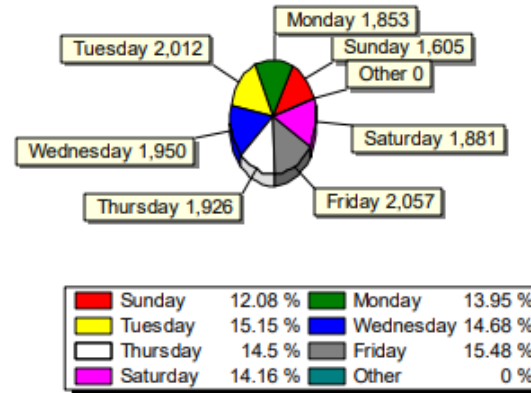 Monday 1,853
Tuesday 2,012
Sunday 1,605
Other 0
Saturday 1,881
Wednesday 1,950
Thursday 1,926
Friday 2,057
Sunday 12.08 % Monday 13.95 %
Tuesday 15.15 % Wednesday 14.68 %
Thursday 14.5 % Friday 15.48 %
Saturday 14.16 % Other 0 %